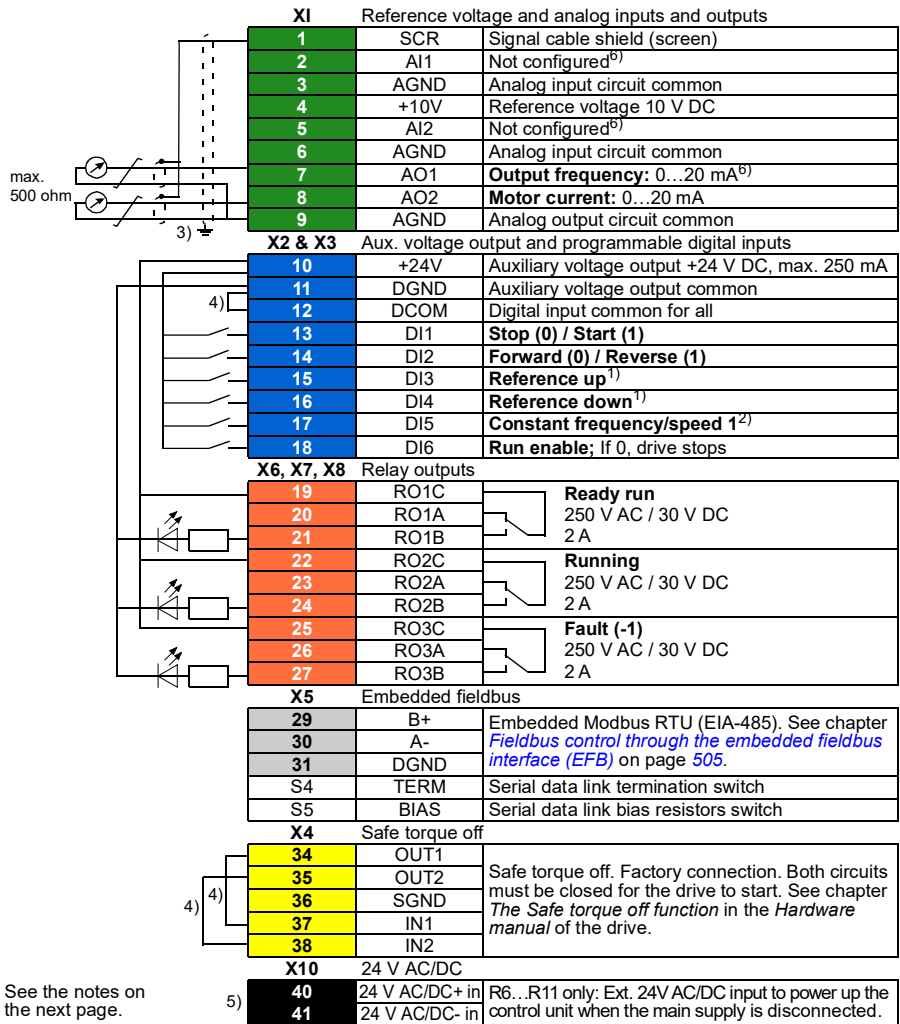 XI Reference voltage and analog inputs and outputs
1 SCR Signal cable shield (screen)
2 AI1 Not configured6)
3 AGND Analog input circuit common
4 +10V Reference voltage 10 V DC
5 AI2 Not configured6)
6 AGND Analog input circuit common
7 AO1 Output frequency: 0…20 mA6)
max.
500 ohm
8 AO2 Motor current: 0…20 mA
9 AGND Analog output circuit common
3)
X2 & X3 Aux. voltage output and programmable digital inputs
10 +24V Auxiliary voltage output +24 V DC, max. 250 mA
11 DGND Auxiliary voltage output common
4)
12 DCOM Digital input common for all
13 DI1 Stop (0) / Start (1)
14 DI2 Forward (0) / Reverse (1)
15 DI3 Reference up1)
16 DI4 Reference down1)
17 DI5 Constant frequency/speed 12)
18 DI6 Run enable; If 0, drive stops
X6, X7, X8 Relay outputs
19 RO1C Ready run
20 RO1A 250 V AC / 30 V DC
21 RO1B 2 A
22 RO2C Running
23 RO2A 250 V AC / 30 V DC
24 RO2B 2 A
25 RO3C Fault (-1)
26 RO3A 250 V AC / 30 V DC
27 RO3B 2 A
X5 Embedded fieldbus
29 B+ Embedded Modbus RTU (EIA-485). See chapter
30 A- Fieldbus control through the embedded fieldbus
31 DGND interface (EFB) on page 505.
S4 TERM Serial data link termination switch
S5 BIAS Serial data link bias resistors switch
X4 Safe torque off
34 OUT1
35 OUT2 Safe torque off. Factory connection. Both circuits
4) 4) 36 SGND must be closed for the drive to start. See chapter
37 IN1 The Safe torque off function in the Hardware
38 IN2 manual of the drive.
X10 24 V AC/DC
See the notes on
the next page.
5)
40 24 V AC/DC+ in R6…R11 only: Ext. 24V AC/DC input to power up the
41 24 V AC/DC- in control unit when the main supply is disconnected.